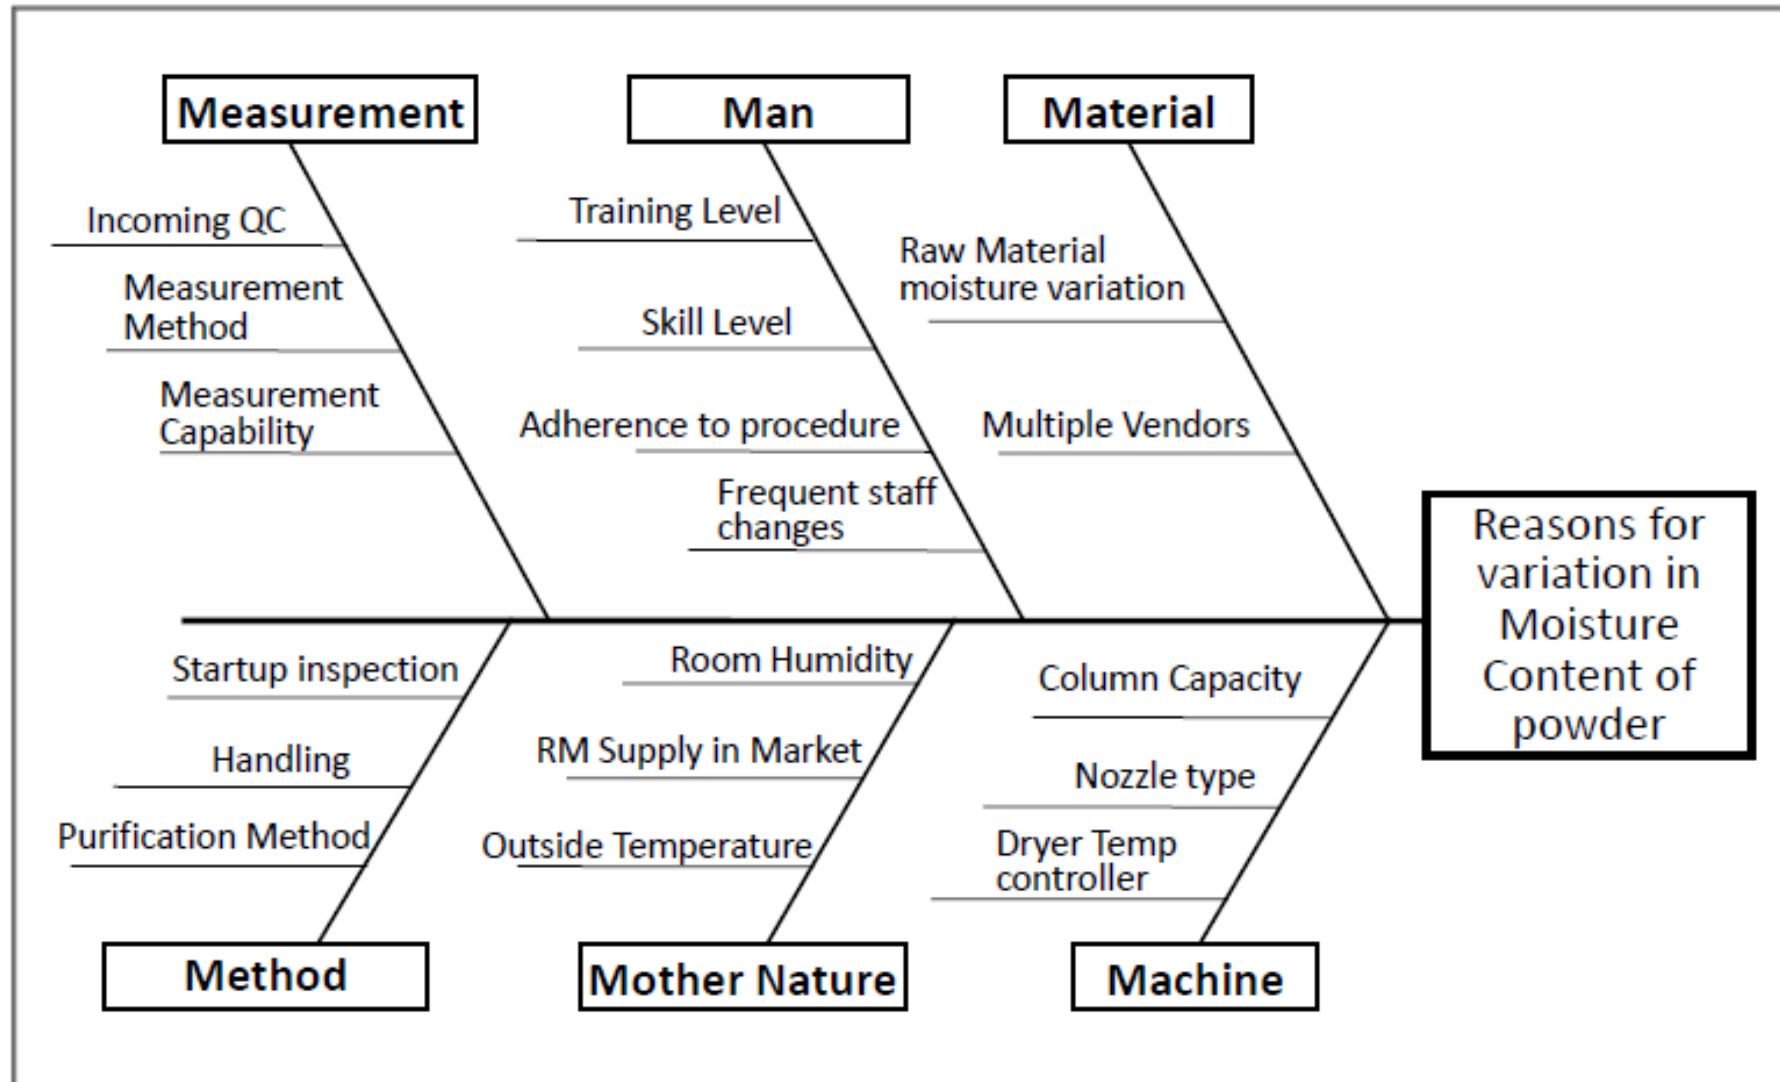 Measurement
Man
Material
Incoming QC
Measurement
Method
Measurement
Capability
Training Level
Skill Level
Adherence to procedure
Frequent staff
changes
Raw Material
moisture variation
Multiple Vendors
Reasons for
variation in
Moisture
Content of
powder
Startup inspection
Handling
Purification Method
Room Humidity
RM Supply in Market
Outside Temperature
Column Capacity
Nozzle type
Dryer Temp
controller
Method
Mother Nature
Machine